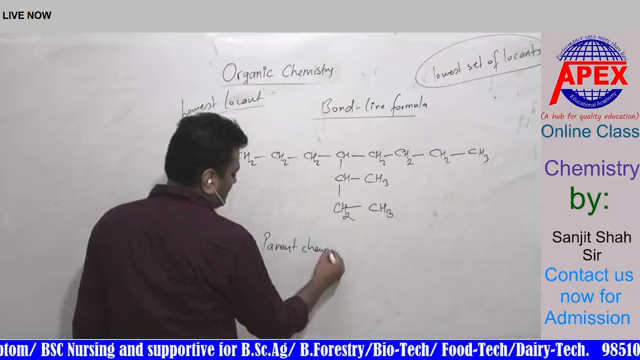 LIVE NOW
lowest set of locants
Organic Chemistry
Lowest locant
Bond-line formula
CH2 — CH2 — CH2 — CH — CH2 — CH2 — CH2 — CH3
CH — CH3
CH2 — CH3
Parent
APEX
Educational Academy
(A hub for quality education)
Online Class
Chemistry
by:
Sanjit Shah
Sir
Contact us
now for
Admission
BSC Nursing and supportive for B.Sc.Ag/ B.Forestry/Bio-Tech/ Food-Tech/Dairy-Tech. 98510